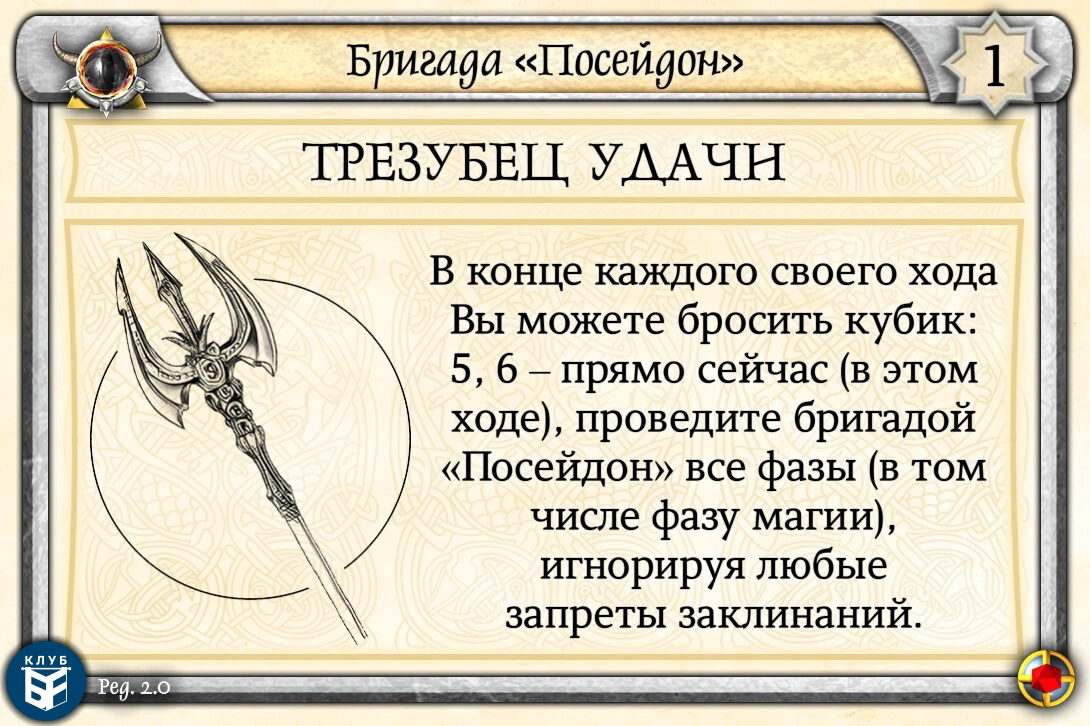 Бригада «Посейдон»
1
ТРЕЗУБЕЦ УДАЧИ
В конце каждого своего хода
Вы можете бросить кубик:
5, 6 – прямо сейчас (в этом
ходе), проведите бригадой
«Посейдон» все фазы (в том
числе фазу магии),
игнорируя любые
запреты заклинаний.
КЛУБ
Ред. 2.0